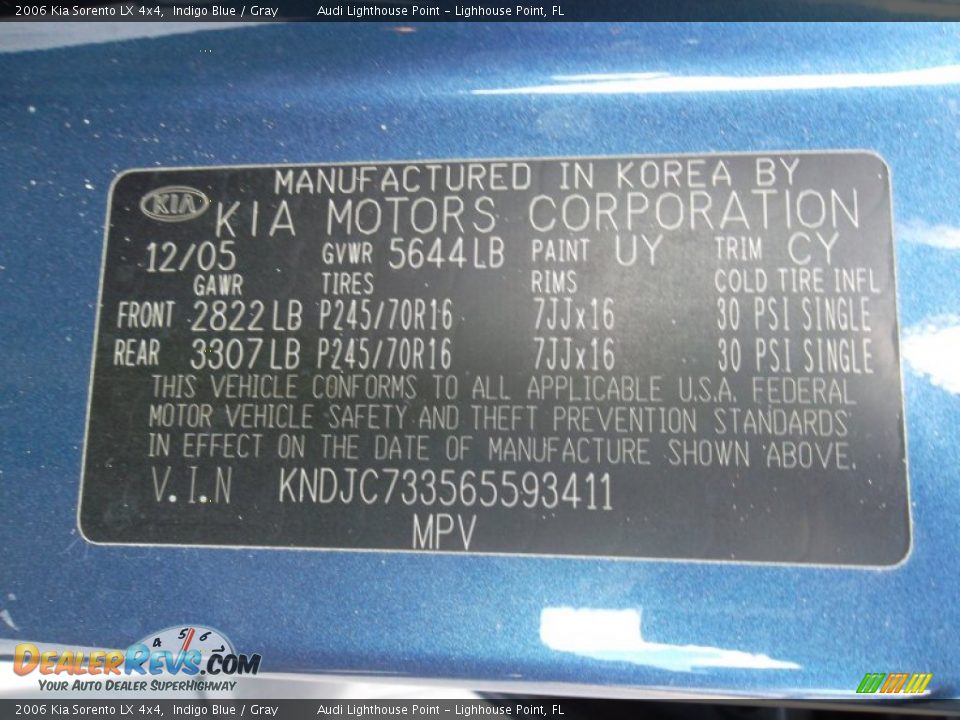 2006 Kia Sorento LX 4x4, Indigo Blue / Gray Audi Lighthouse Point - Lighhouse Point, FL
MANUFACTURED IN KOREA BY
KIA KIA MOTORS CORPORATION
12/05 GVWR 5644LB PAINT UY TRIM CY
GAWR TIRES RIMS COLD TIRE INFL
FRONT 2822LB P245/70R16 7JJx16 30 PSI SINGLE
REAR 3307LB P245/70R16 7JJx16 30 PSI SINGLE
THIS VEHICLE CONFORMS TO ALL APPLICABLE U.S.A. FEDERAL
MOTOR VEHICLE SAFETY AND THEFT PREVENTION STANDARDS
IN EFFECT ON THE DATE OF MANUFACTURE SHOWN ABOVE.
V.I.N KNDJC733565593411
MPV
4 5 6
DEALERREVS.COM
YOUR AUTO DEALER SUPERHIGHWAY
2006 Kia Sorento LX 4x4, Indigo Blue / Gray Audi Lighthouse Point - Lighhouse Point, FL